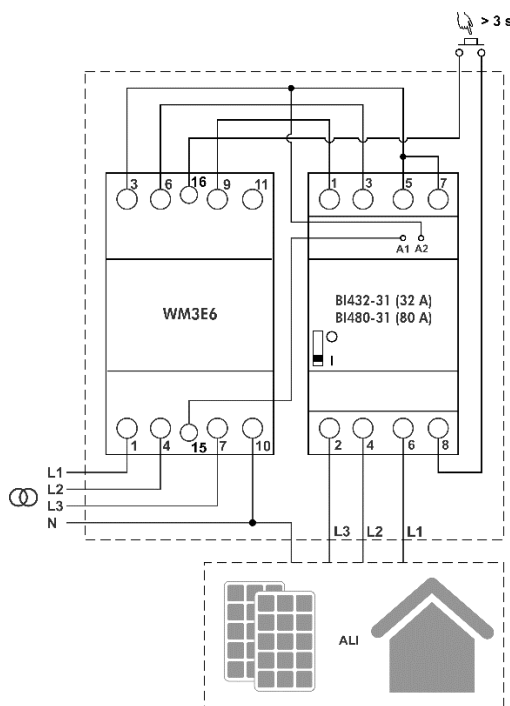 > 3 s
3 6 16 9 11 1 3 5 7
A1 A2
WM3E6
BI432-31 (32 A)
BI480-31 (80 A)
I
1 4 15 7 10 2 4 6 8
L1
L2
L3
N
L3 L2 L1
ALI